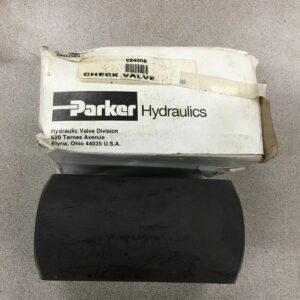 CHECK VALVE
Parker Hydraulics
Hydraulic Valve Division
520 Ternes Avenue
Elyria, Ohio 44035 U.S.A.